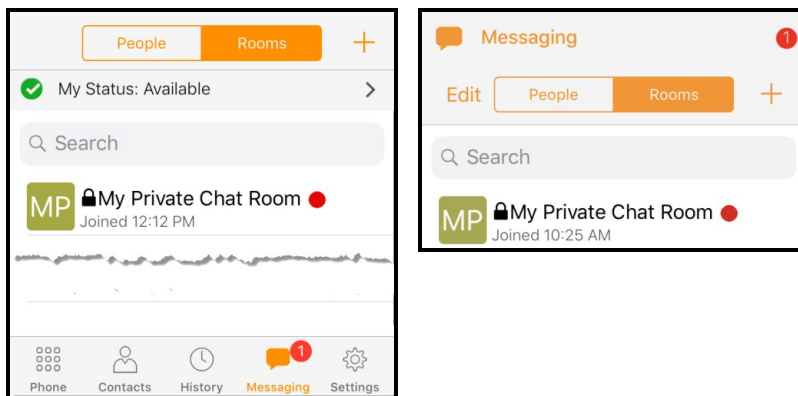 People Rooms +
My Status: Available >
Search
MP My Private Chat Room
Joined 12:12 PM
1
Phone Contacts History Messaging Settings
Messaging 1
Edit People Rooms +
Search
MP My Private Chat Room
Joined 10:25 AM